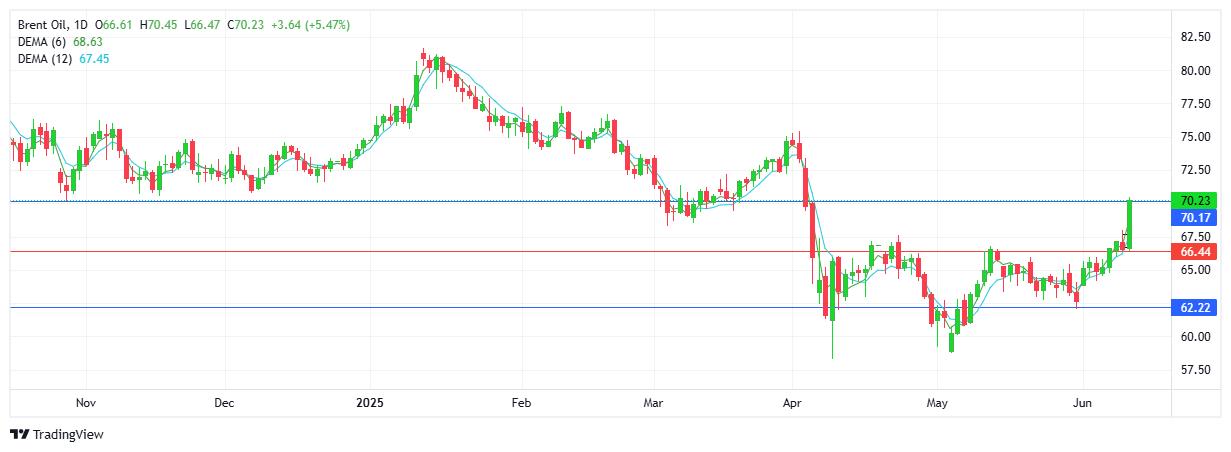 Brent Oil, 1D O66.61 H70.45 L66.47 C70.23 +3.64 (+5.47%)
DEMA (6) 68.63
DEMA (12) 67.45
82.50
80.00
77.50
75.00
72.50
70.23
70.17
67.50
66.44
65.00
62.22
60.00
57.50
Nov Dec 2025 Feb Mar Apr May Jun
TradingView